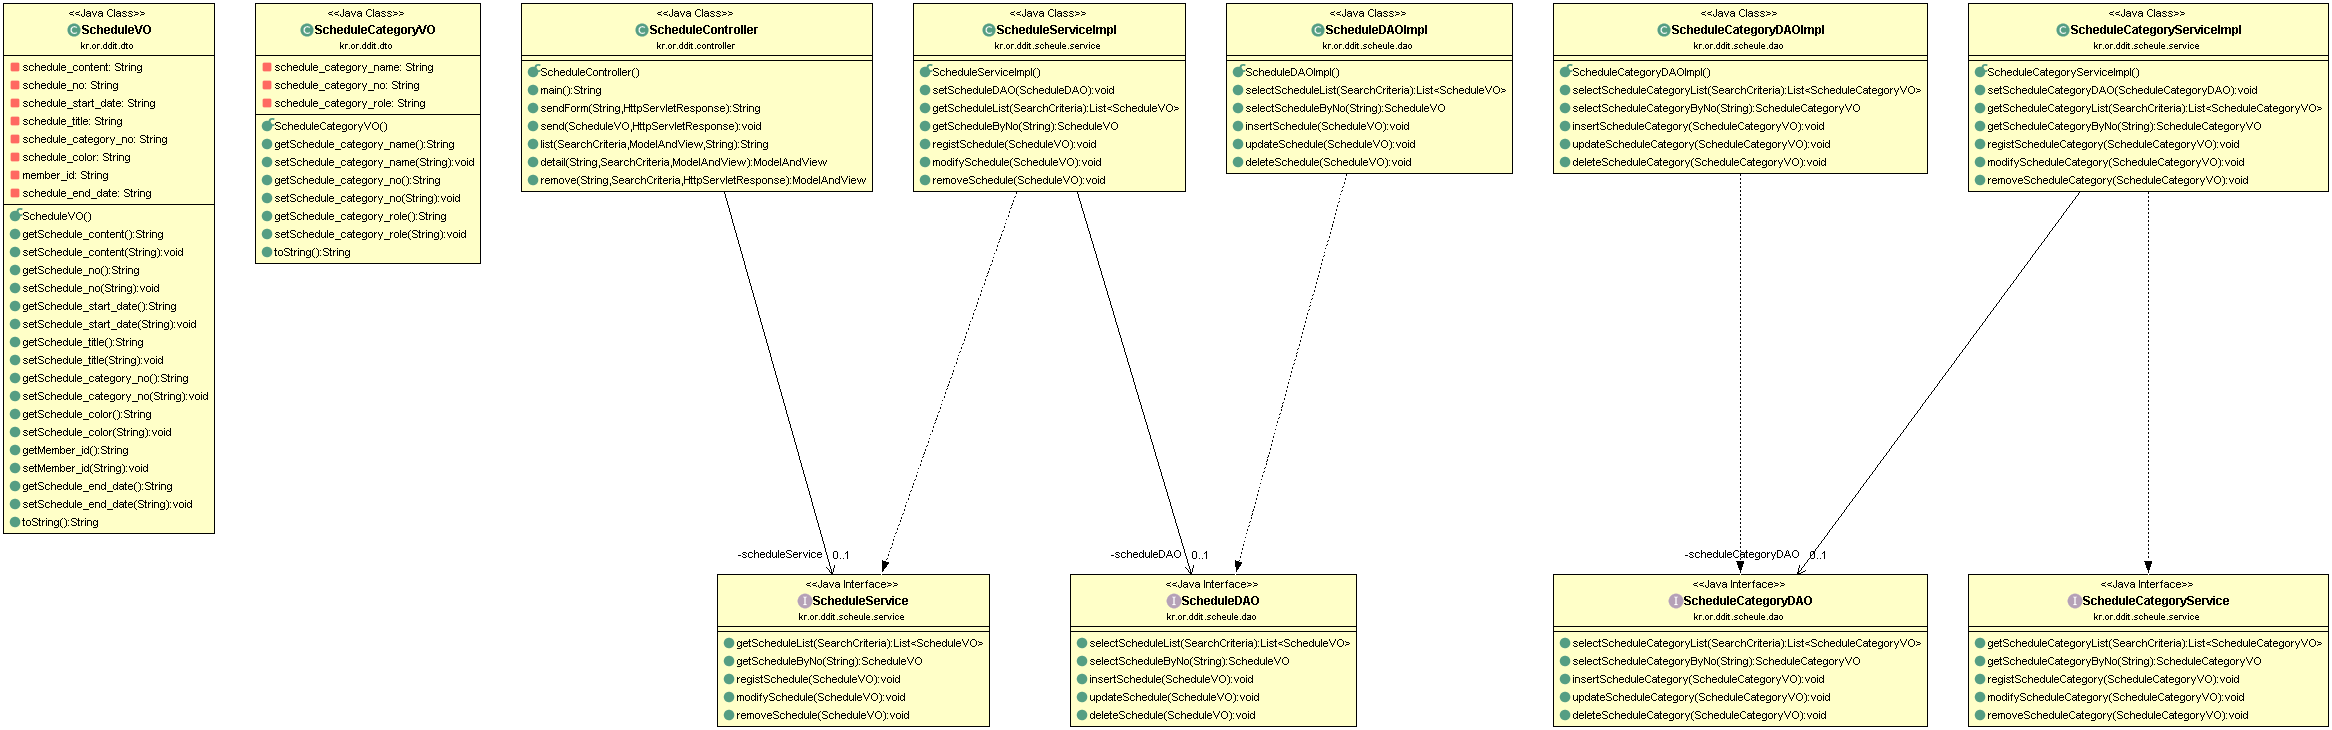 <<Java Class>>
ScheduleVO
kr.or.ddit.dto
schedule_content: String
schedule_no: String
schedule_start_date: String
schedule_title: String
schedule_category_no: String
schedule_color: String
member_id: String
schedule_end_date: String
ScheduleVO()
getSchedule_content():String
setSchedule_content(String):void
getSchedule_no():String
setSchedule_no(String):void
getSchedule_start_date():String
setSchedule_start_date(String):void
getSchedule_title():String
setSchedule_title(String):void
getSchedule_category_no():String
setSchedule_category_no(String):void
getSchedule_color():String
setSchedule_color(String):void
getMember_id():String
setMember_id(String):void
getSchedule_end_date():String
setSchedule_end_date(String):void
toString():String
<<Java Class>>
ScheduleCategoryVO
kr.or.ddit.dto
schedule_category_name: String
schedule_category_no: String
schedule_category_role: String
ScheduleCategoryVO()
getSchedule_category_name():String
setSchedule_category_name(String):void
getSchedule_category_no():String
setSchedule_category_no(String):void
getSchedule_category_role():String
setSchedule_category_role(String):void
toString():String
<<Java Class>>
ScheduleController
kr.or.ddit.controller
ScheduleController()
main():String
sendForm(String,HttpServletResponse):String
send(ScheduleVO,HttpServletResponse):void
list(SearchCriteria,ModelAndView,String):String
detail(String,SearchCriteria,ModelAndView):ModelAndView
remove(String,SearchCriteria,HttpServletResponse):ModelAndView
<<Java Class>>
ScheduleServiceImpl
kr.or.ddit.scheule.service
ScheduleServiceImpl()
setScheduleDAO(ScheduleDAO):void
getScheduleList(SearchCriteria):List<ScheduleVO>
getScheduleByNo(String):ScheduleVO
registSchedule(ScheduleVO):void
modifySchedule(ScheduleVO):void
removeSchedule(ScheduleVO):void
<<Java Class>>
ScheduleDAOImpl
kr.or.ddit.scheule.dao
ScheduleDAOImpl()
selectScheduleList(SearchCriteria):List<ScheduleVO>
selectScheduleByNo(String):ScheduleVO
insertSchedule(ScheduleVO):void
updateSchedule(ScheduleVO):void
deleteSchedule(ScheduleVO):void
<<Java Class>>
ScheduleCategoryDAOImpl
kr.or.ddit.scheule.dao
ScheduleCategoryDAOImpl()
selectScheduleCategoryList(SearchCriteria):List<ScheduleCategoryVO>
selectScheduleCategoryByNo(String):ScheduleCategoryVO
insertScheduleCategory(ScheduleCategoryVO):void
updateScheduleCategory(ScheduleCategoryVO):void
deleteScheduleCategory(ScheduleCategoryVO):void
<<Java Class>>
ScheduleCategoryServiceImpl
kr.or.ddit.scheule.service
ScheduleCategoryServiceImpl()
setScheduleCategoryDAO(ScheduleCategoryDAO):void
getScheduleCategoryList(SearchCriteria):List<ScheduleCategoryVO>
getScheduleCategoryByNo(String):ScheduleCategoryVO
registScheduleCategory(ScheduleCategoryVO):void
modifyScheduleCategory(ScheduleCategoryVO):void
removeScheduleCategory(ScheduleCategoryVO):void
-scheduleService 0..1
-scheduleDAO 0..1
-scheduleCategoryDAO 0..1
<<Java Interface>>
ScheduleService
kr.or.ddit.scheule.service
getScheduleList(SearchCriteria):List<ScheduleVO>
getScheduleByNo(String):ScheduleVO
registSchedule(ScheduleVO):void
modifySchedule(ScheduleVO):void
removeSchedule(ScheduleVO):void
<<Java Interface>>
ScheduleDAO
kr.or.ddit.scheule.dao
selectScheduleList(SearchCriteria):List<ScheduleVO>
selectScheduleByNo(String):ScheduleVO
insertSchedule(ScheduleVO):void
updateSchedule(ScheduleVO):void
deleteSchedule(ScheduleVO):void
<<Java Interface>>
ScheduleCategoryDAO
kr.or.ddit.scheule.dao
selectScheduleCategoryList(SearchCriteria):List<ScheduleCategoryVO>
selectScheduleCategoryByNo(String):ScheduleCategoryVO
insertScheduleCategory(ScheduleCategoryVO):void
updateScheduleCategory(ScheduleCategoryVO):void
deleteScheduleCategory(ScheduleCategoryVO):void
<<Java Interface>>
ScheduleCategoryService
kr.or.ddit.scheule.service
getScheduleCategoryList(SearchCriteria):List<ScheduleCategoryVO>
getScheduleCategoryByNo(String):ScheduleCategoryVO
registScheduleCategory(ScheduleCategoryVO):void
modifyScheduleCategory(ScheduleCategoryVO):void
removeScheduleCategory(ScheduleCategoryVO):void